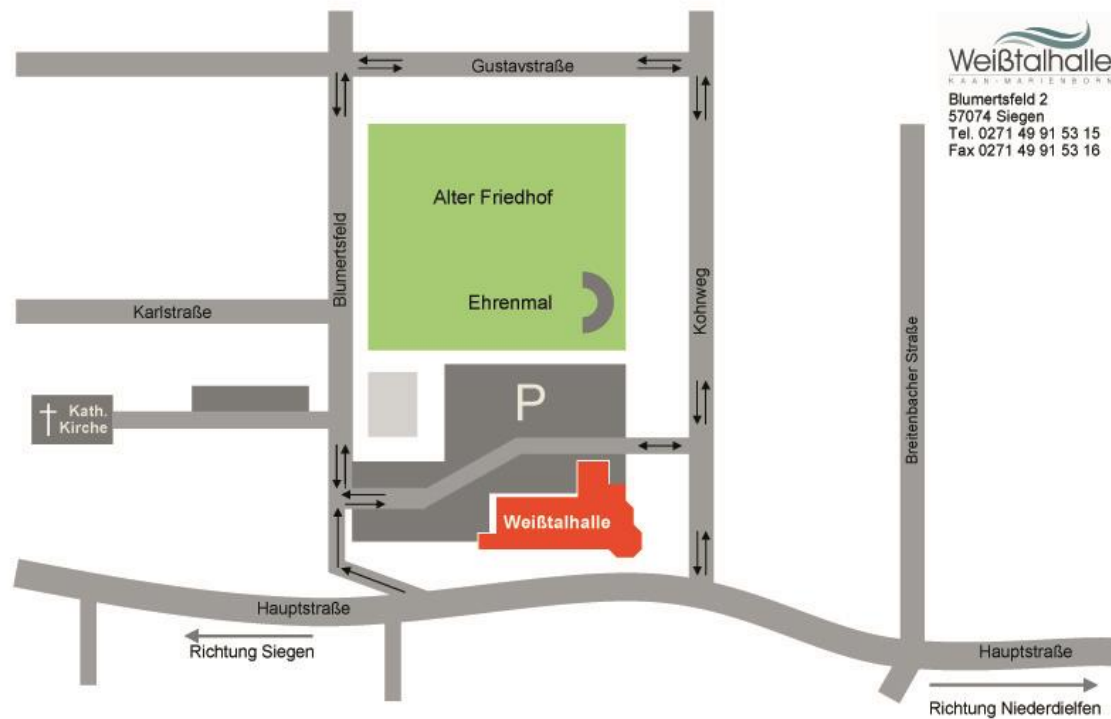 Weißtalhalle
KAAN-MARIENBORN
Blumertsfeld 2
57074 Siegen
Tel. 0271 49 91 53 15
Fax 0271 49 91 53 16
Gustavstraße
Alter Friedhof
Blumertsfeld
Ehrenmal
Kohrweg
Karlstraße
Breitenbacher Straße
P
Kath.
Kirche
Weißtalhalle
Hauptstraße
Richtung Siegen
Hauptstraße
Richtung Niederdielfen